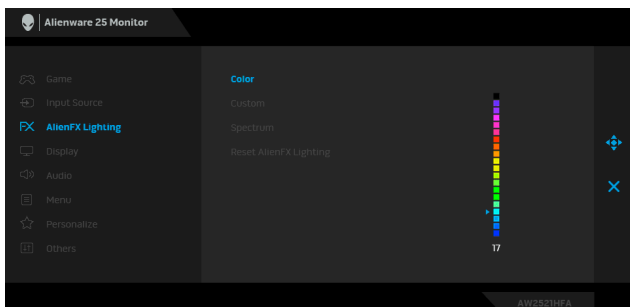 Alienware 25 Monitor
Game
Input Source
FX AlienFX Lighting
Display
Audio
Menu
Personalize
Others
Color
Custom
Spectrum
Reset AlienFX Lighting
17
AW2521HFA